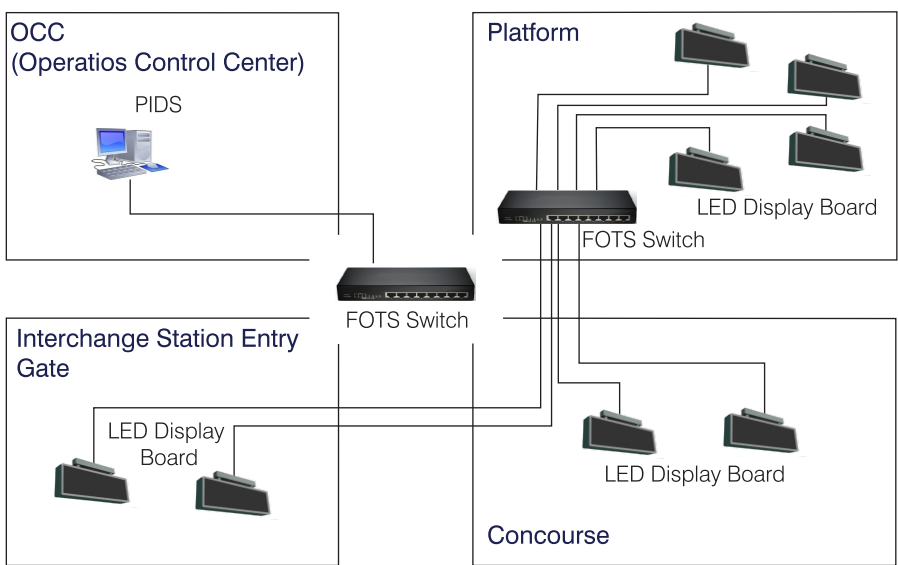 OCC
(Operatios Control Center)
PIDS
Platform
LED Display Board
FOTS Switch
FOTS Switch
Interchange Station Entry
Gate
LED Display
Board
LED Display Board
Concourse